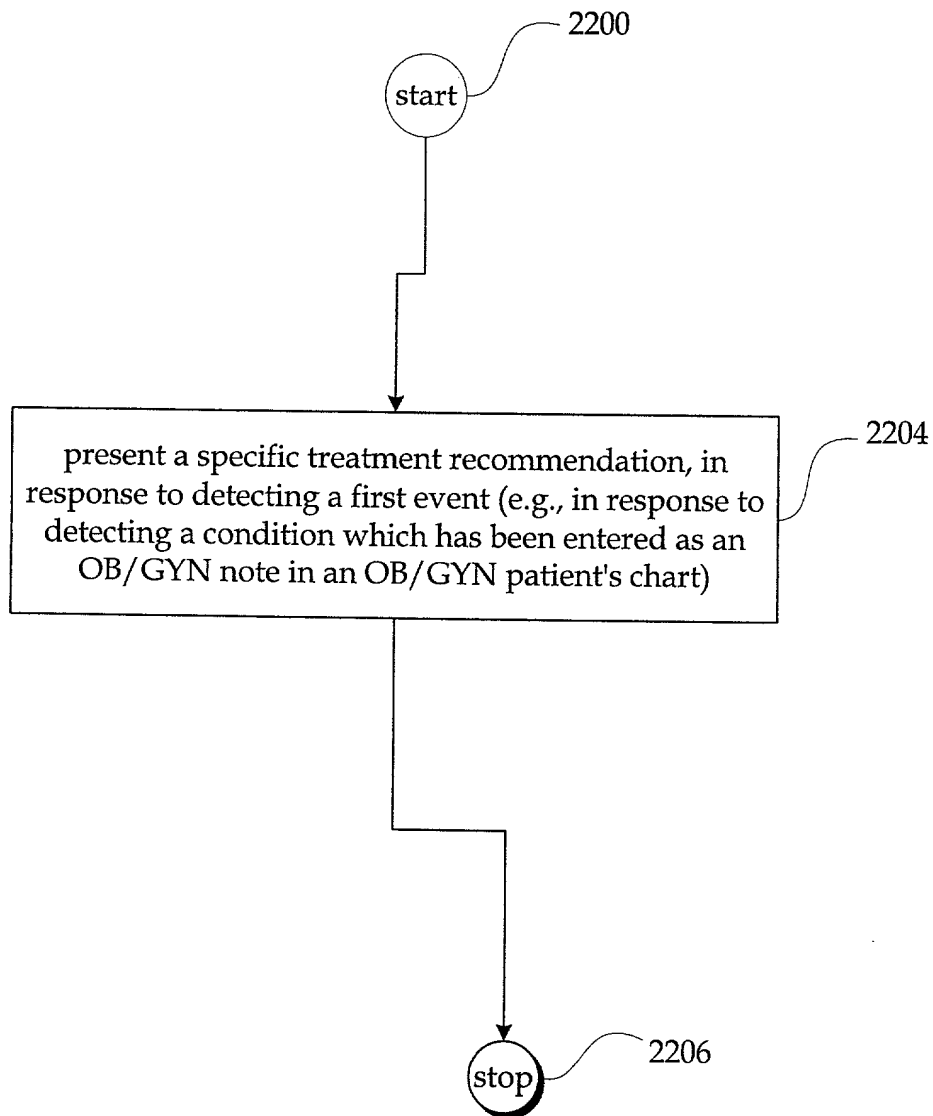 2200
start
present a specific treatment recommendation, in
response to detecting a first event (e.g., in response to
detecting a condition which has been entered as an
OB/GYN note in an OB/GYN patient's chart)
2204
2206
stop